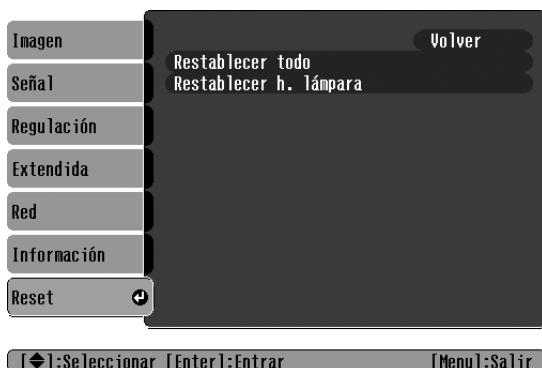 Imagen
Señal
Regulación
Extendida
Red
Información
Reset
Volver
Restablecer todo
Restablecer h. lámpara
[◆]:Seleccionar [Enter]:Entrar [Menu]:Salir